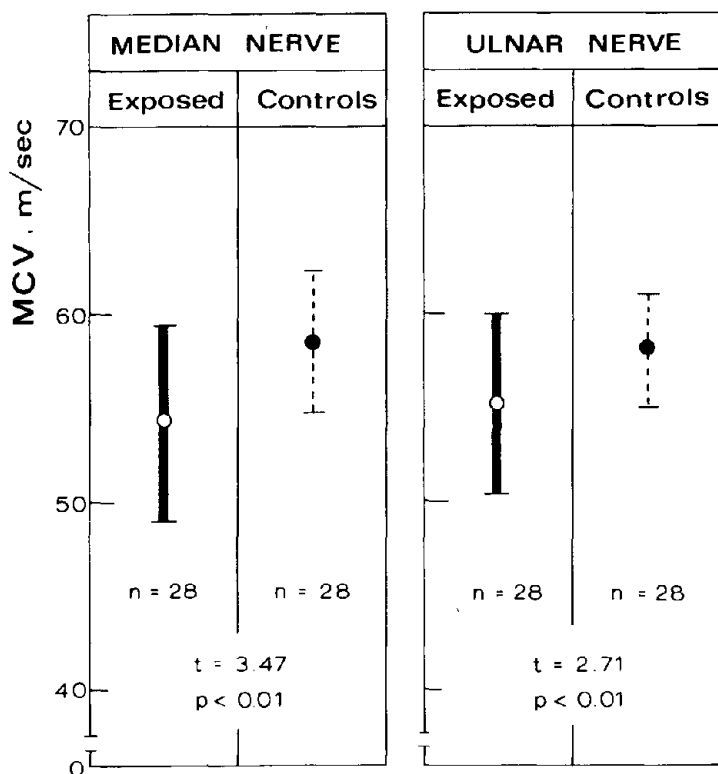 MEDIAN NERVE
Exposed Controls
ULNAR NERVE
Exposed Controls
MCV. m/sec
70
60
50
40
0
n = 28 n = 28
t = 3.47
p < 0.01
n = 28 n = 28
t = 2.71
p < 0.01